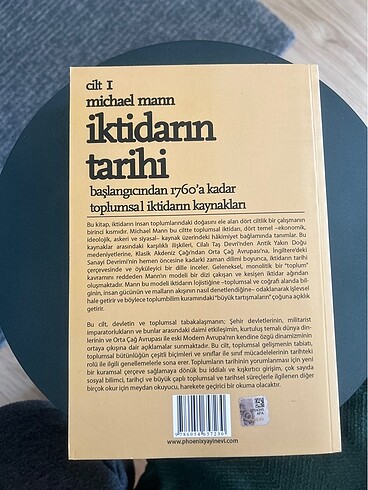 cilt I
michael mann
iktidarın
tarihi
başlangıcından 1760'a kadar
toplumsal iktidarın kaynakları
Bu kitap, iktidarın insan toplumlarındaki doğasını ele alan dört ciltlik bir çalışmanın
birinci kısmıdır. Michael Mann bu ciltte toplumsal iktidarı, dört temel –ekonomik,
ideolojik, askeri ve siyasal– kaynak üzerindeki hâkimiyet bağlamında tanımlar. Bu
kaynaklar arasındaki karşılıklı ilişkileri, Cilalı Taş Devri'nden Antik Yakın Doğu
medeniyetlerine, Klasik Akdeniz Çağı'ndan Orta Çağ Avrupası'na, İngiltere'deki
Sanayi Devrimi'nin hemen öncesine kadarki zaman dilimi boyunca, iktidarın tarihi
çerçevesinde ve öyküleyici bir dille inceler. Geleneksel, monolitik bir "toplum"
kavramını reddeden Mann'ın modeli bir dizi çakışan ve kesişen iktidar ağından
oluşmaktadır. Mann bu modeli iktidarın lojistiğine –toplumsal ve coğrafi alanda bil-
ginin, insan gücünün ve malların akışının nasıl denetlendiğine– odaklanarak işlevsel
hale getirir ve böylece toplumbilim kuramındaki "büyük tartışmaların" çoğuna açıklık
getirir.
Bu cilt, devletin ve toplumsal tabakalaşmanın; Şehir devletlerinin, militarist
imparatorlukların ve bunlar arasındaki daimi etkileşimin, kurtuluş temalı dünya din-
lerinin ve Orta Çağ Avrupası ile eski Modern Avrupa'nın kendine özgü dinamizminin
ortaya çıkışına dair açıklamalar sunmaktadır. Bu cilt, toplumsal gelişmenin tabiatı,
toplumsal bütünlüğün çeşitli biçimleri ve sınıflar ile sınıf mücadelelerinin tarihteki
rolü ile ilgili genellemelerle sona erer. Toplumların tarihinin yorumlanması için yeni
bir kuramsal çerçeve sağlamaya dönük bu iddialı ve kışkırtıcı girişim, çok sayıda
sosyal bilimci, tarihçi ve büyük çaplı toplumsal ve tarihsel süreçlerle ilgilenen diğer
birçok okur için meydan okuyucu, harekete geçirici bir okuma olacaktır.
9786054657230
www.phoenixyayinevi.com